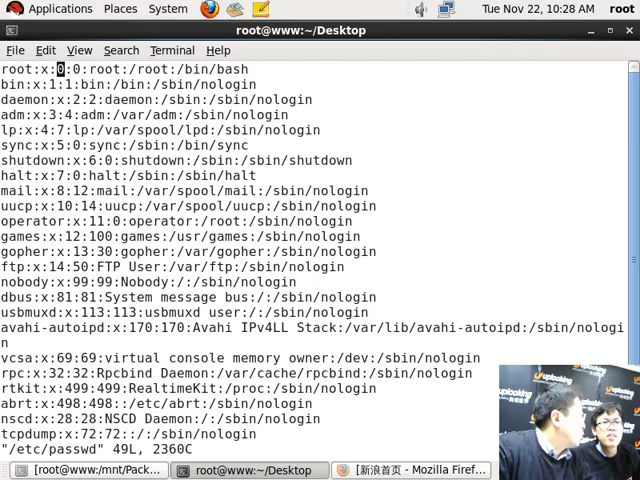 Applications Places System Tue Nov 22, 10:28 AM root
root@www:~/Desktop
File Edit View Search Terminal Help
root:x:0:0:root:/root:/bin/bash
bin:x:1:1:bin:/bin:/sbin/nologin
daemon:x:2:2:daemon:/sbin:/sbin/nologin
adm:x:3:4:adm:/var/adm:/sbin/nologin
lp:x:4:7:lp:/var/spool/lpd:/sbin/nologin
sync:x:5:0:sync:/sbin:/bin/sync
shutdown:x:6:0:shutdown:/sbin:/sbin/shutdown
halt:x:7:0:halt:/sbin:/sbin/halt
mail:x:8:12:mail:/var/spool/mail:/sbin/nologin
uucp:x:10:14:uucp:/var/spool/uucp:/sbin/nologin
operator:x:11:0:operator:/root:/sbin/nologin
games:x:12:100:games:/usr/games:/sbin/nologin
gopher:x:13:30:gopher:/var/gopher:/sbin/nologin
ftp:x:14:50:FTP User:/var/ftp:/sbin/nologin
nobody:x:99:99:Nobody:/:/sbin/nologin
dbus:x:81:81:System message bus:/:/sbin/nologin
usbmuxd:x:113:113:usbmuxd user:/:/sbin/nologin
avahi-autoipd:x:170:170:Avahi IPv4LL Stack:/var/lib/avahi-autoipd:/sbin/nologi
n
vcsa:x:69:69:virtual console memory owner:/dev:/sbin/nologin
rpc:x:32:32:Rpcbind Daemon:/var/cache/rpcbind:/sbin/nologin
rtkit:x:499:499:RealtimeKit:/proc:/sbin/nologin
abrt:x:498:498::/etc/abrt:/sbin/nologin
nscd:x:28:28:NSCD Daemon:/:/sbin/nologin
tcpdump:x:72:72::/:/sbin/nologin
"/etc/passwd" 49L, 2360C
uplooking
[root@www:/mnt/Pack... root@www:~/Desktop [新浪首页 - Mozilla Firef...